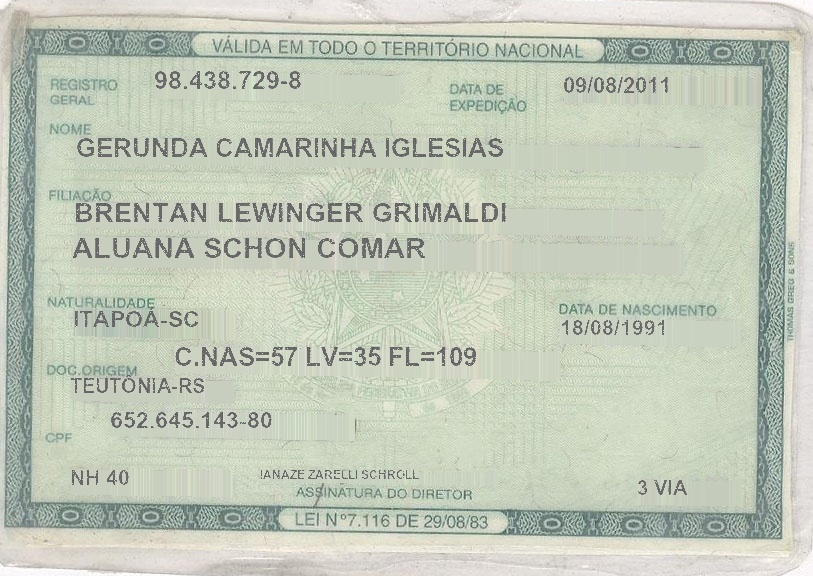 VÁLIDA EM TODO O TERRITÓRIO NACIONAL
REGISTRO GERAL 98.438.729-8 DATA DE EXPEDIÇÃO 09/08/2011
NOME
GERUNDA CAMARINHA IGLESIAS
FILIAÇÃO
BRENTAN LEWINGER GRIMALDI
ALUANA SCHON COMAR
NATURALIDADE DATA DE NASCIMENTO
ITAPOÁ-SC 18/08/1991
C.NAS=57 LV=35 FL=109
DOC.ORIGEM
TEUTÔNIA-RS
652.645.143-80
CPF
NH 40 IANAZE ZARELLI SCHROLL 3 VIA
ASSINATURA DO DIRETOR
LEI Nº7.116 DE 29/08/83
THOMAS GREG & SONS